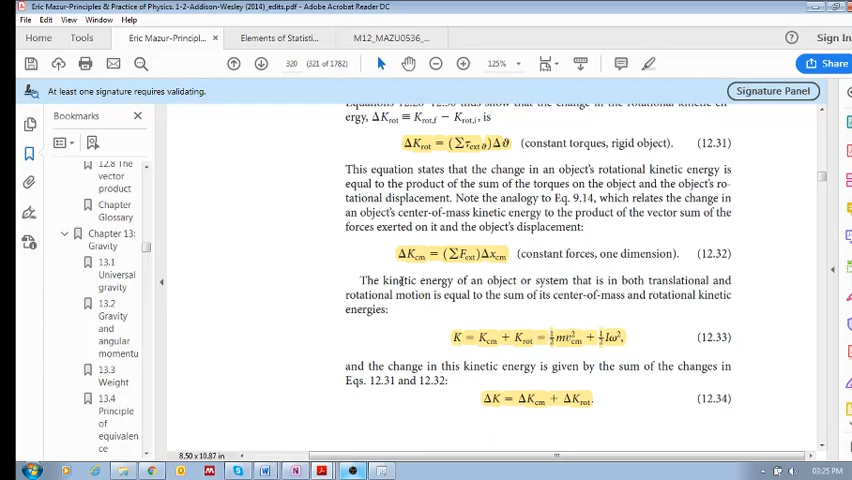 Eric Mazur-Principles & Practice of Physics. 1-2-Addison-Wesley (2014)_edits.pdf - Adobe Acrobat Reader DC
File Edit View Window Help
Home Tools Eric Mazur-Principl... × Elements of Statisti... M12_MAZU0536_... Sign In
320 (321 of 1782) 125% Share
At least one signature requires validating. Signature Panel
Bookmarks ×
12.8 The
vector
product
Chapter
Glossary
Chapter 13:
Gravity
13.1
Universal
gravity
13.2
Gravity
and
angular
momentu
13.3
Weight
13.4
Principle
of
equivalen
ce
ergy, ΔK_rot ≡ K_rot,f − K_rot,i, is
ΔK_rot = (∑τ_extϑ)Δϑ (constant torques, rigid object). (12.31)
This equation states that the change in an object's rotational kinetic energy is
equal to the product of the sum of the torques on the object and the object's ro-
tational displacement. Note the analogy to Eq. 9.14, which relates the change in
an object's center-of-mass kinetic energy to the product of the vector sum of the
forces exerted on it and the object's displacement:
ΔK_cm = (∑F_ext)Δx_cm (constant forces, one dimension). (12.32)
The kinetic energy of an object or system that is in both translational and
rotational motion is equal to the sum of its center-of-mass and rotational kinetic
energies:
K = K_cm + K_rot = ½mv²_cm + ½Iω², (12.33)
and the change in this kinetic energy is given by the sum of the changes in
Eqs. 12.31 and 12.32:
ΔK = ΔK_cm + ΔK_rot. (12.34)
8.50 x 10.87 in
03:25 PM